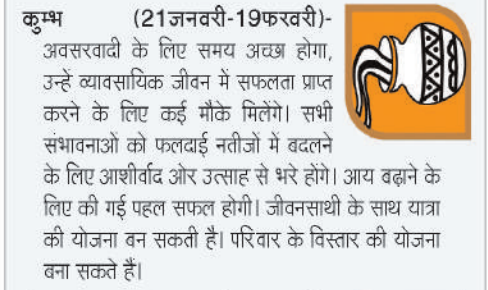 कुम्भ (21जनवरी-19फरवरी)-
अवसरवादी के लिए समय अच्छा होगा,
उन्हें व्यावसायिक जीवन में सफलता प्राप्त
करने के लिए कई मौके मिलेंगे। सभी
संभावनाओं को फलदाई नतीजों में बदलने
के लिए आशीर्वाद ओर उत्साह से भरे होंगे। आय बढ़ाने के
लिए की गई पहल सफल होगी। जीवनसाथी के साथ यात्रा
की योजना बन सकती है। परिवार के विस्तार की योजना
बना सकते हैं।